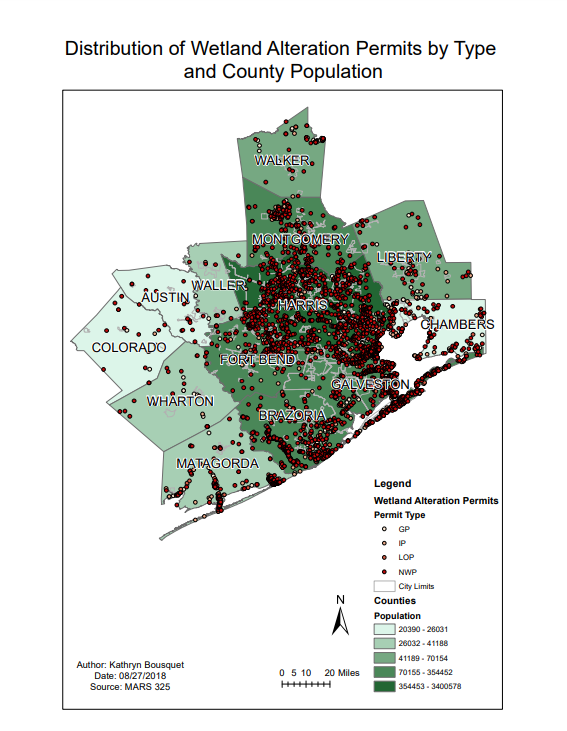 Distribution of Wetland Alteration Permits by Type
and County Population
WALKER
MONTGOMERY
LIBERTY
WALLER
AUSTIN
HARRIS
CHAMBERS
COLORADO
FORT BEND
GALVESTON
WHARTON
BRAZORIA
MATAGORDA
Legend
Wetland Alteration Permits
Permit Type
GP
IP
LOP
NWP
City Limits
Counties
Population
20390 - 26031
26032 - 41188
41189 - 70154
70155 - 354452
354453 - 3400578
N
0 5 10 20 Miles
Author: Kathryn Bousquet
Date: 08/27/2018
Source: MARS 325